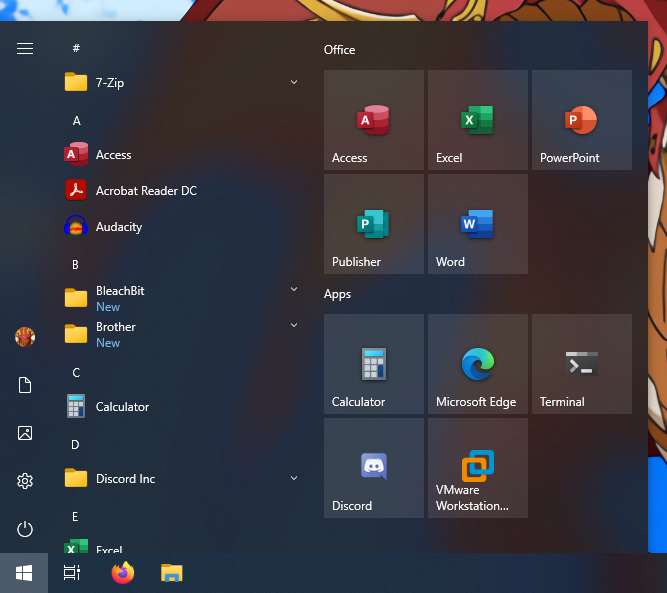 #
7-Zip
A
Access
Acrobat Reader DC
Audacity
B
BleachBit
New
Brother
New
C
Calculator
D
Discord Inc
E
Excel
Office
Access
Excel
PowerPoint
Publisher
Word
Apps
Calculator
Microsoft Edge
Terminal
Discord
VMware
Workstation...